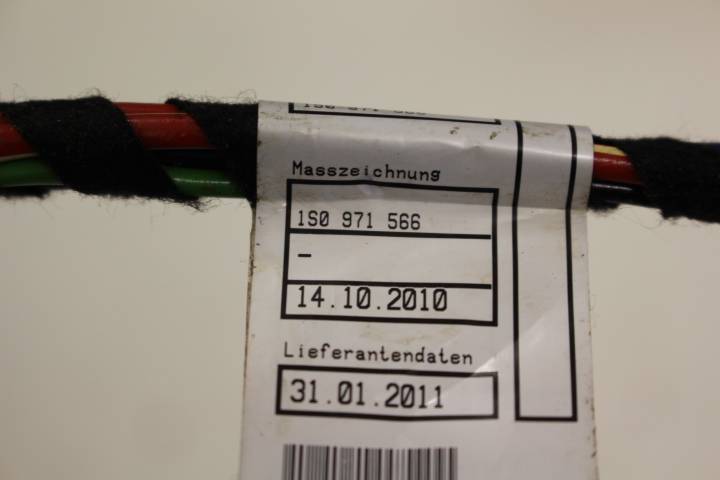 Masszeichnung
1S0 971 566
-
14.10.2010
Lieferantendaten
31.01.2011